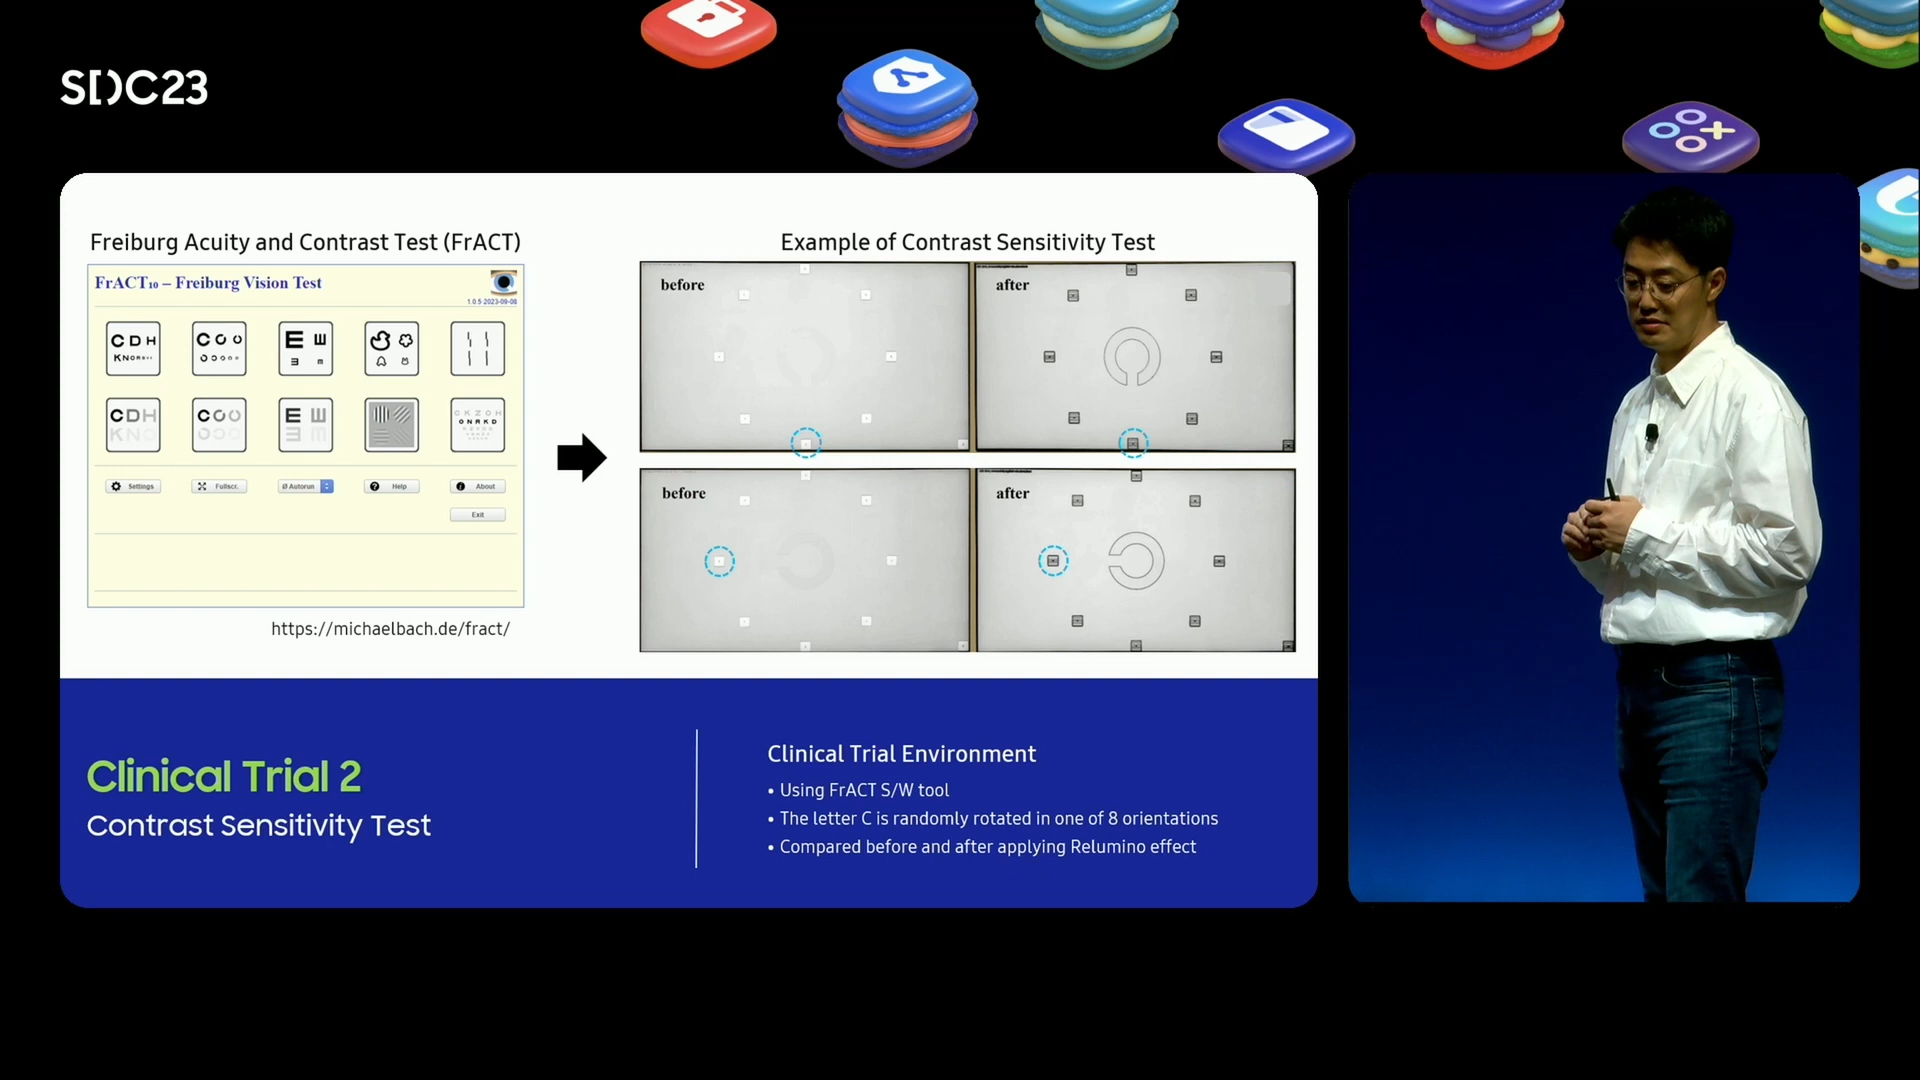 SDC23
Freiburg Acuity and Contrast Test (FrACT)
FrACT10 – Freiburg Vision Test
1.0.5·2023-09-08
C D H
C O O
E
C D H
K N O
C O O
E
C K Z O H
O N R K D
Settings
Fullscr.
Ø Autorun
Help
About
Exit
https://michaelbach.de/fract/
Example of Contrast Sensitivity Test
before
after
before
after
Clinical Trial 2
Contrast Sensitivity Test
Clinical Trial Environment
• Using FrACT S/W tool
• The letter C is randomly rotated in one of 8 orientations
• Compared before and after applying Relumino effect